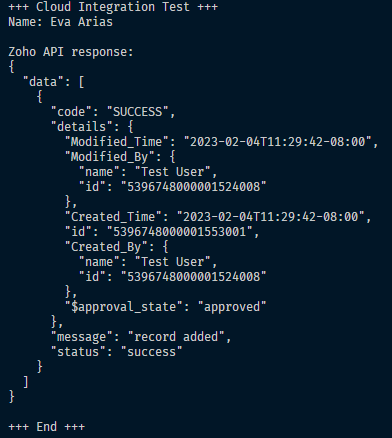 +++ Cloud Integration Test +++
Name: Eva Arias

Zoho API response:
{
  "data": [
    {
      "code": "SUCCESS",
      "details": {
        "Modified_Time": "2023-02-04T11:29:42-08:00",
        "Modified_By": {
          "name": "Test User",
          "id": "5396748000001524008"
        },
        "Created_Time": "2023-02-04T11:29:42-08:00",
        "id": "5396748000001553001",
        "Created_By": {
          "name": "Test User",
          "id": "5396748000001524008"
        },
        "$approval_state": "approved"
      },
      "message": "record added",
      "status": "success"
    }
  ]
}

+++ End +++